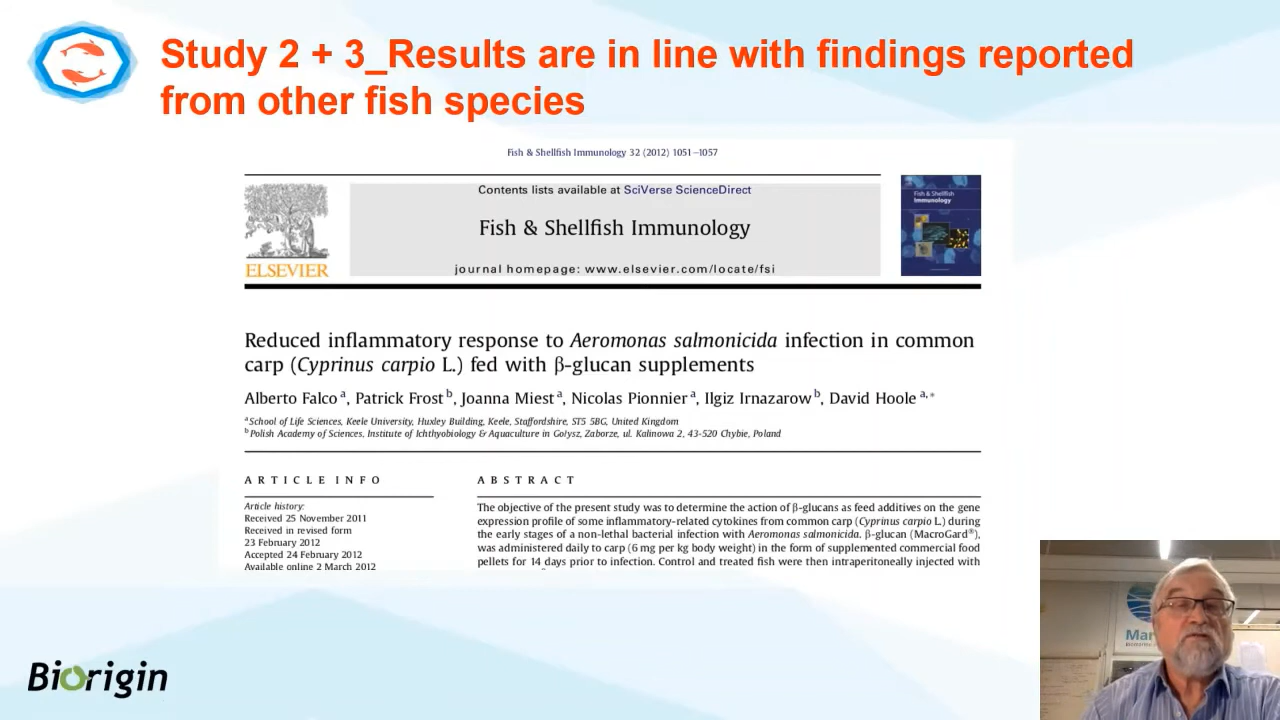 Study 2 + 3_Results are in line with findings reported
from other fish species
Fish & Shellfish Immunology 32 (2012) 1051–1057
Contents lists available at SciVerse ScienceDirect
Fish & Shellfish Immunology
journal homepage: www.elsevier.com/locate/fsi
ELSEVIER
Fish & Shellfish
Immunology
Reduced inflammatory response to Aeromonas salmonicida infection in common
carp (Cyprinus carpio L.) fed with β-glucan supplements
Alberto Falco a, Patrick Frost b, Joanna Miest a, Nicolas Pionnier a, Ilgiz Irnazarow b, David Hoole a,*
a School of Life Sciences, Keele University, Huxley Building, Keele, Staffordshire, ST5 5BG, United Kingdom
b Polish Academy of Sciences, Institute of Ichthyobiology & Aquaculture in Gołysz, Zaborze, ul. Kalinowa 2, 43-520 Chybie, Poland
ARTICLE INFO
Article history:
Received 25 November 2011
Received in revised form
23 February 2012
Accepted 24 February 2012
Available online 2 March 2012
ABSTRACT
The objective of the present study was to determine the action of β-glucans as feed additives on the gene
expression profile of some inflammatory-related cytokines from common carp (Cyprinus carpio L.) during
the early stages of a non-lethal bacterial infection with Aeromonas salmonicida. β-glucan (MacroGard®),
was administered daily to carp (6 mg per kg body weight) in the form of supplemented commercial food
pellets for 14 days prior to infection. Control and treated fish were then intraperitoneally injected with
Mar
Biorigin